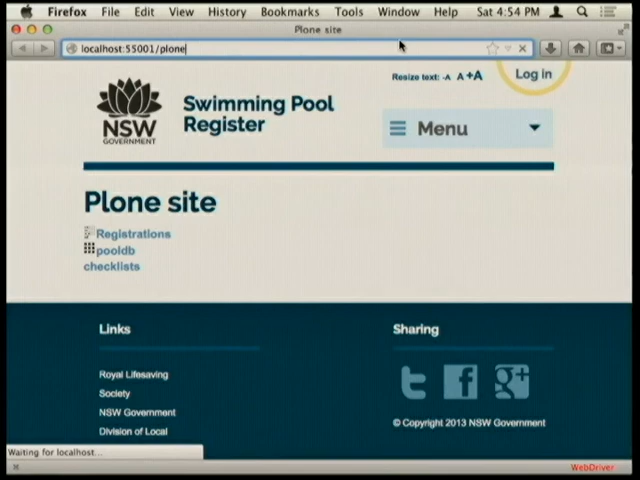 Firefox File Edit View History Bookmarks Tools Window Help Sat 4:54 PM
Plone site
localhost:55001/plone
Resize text: -A A +A
Log in
NSW
GOVERNMENT
Swimming Pool
Register
Menu
Plone site
Registrations
pooldb
checklists
Links
Royal Lifesaving
Society
NSW Government
Division of Local
Sharing
© Copyright 2013 NSW Government
Waiting for localhost...
WebDriver